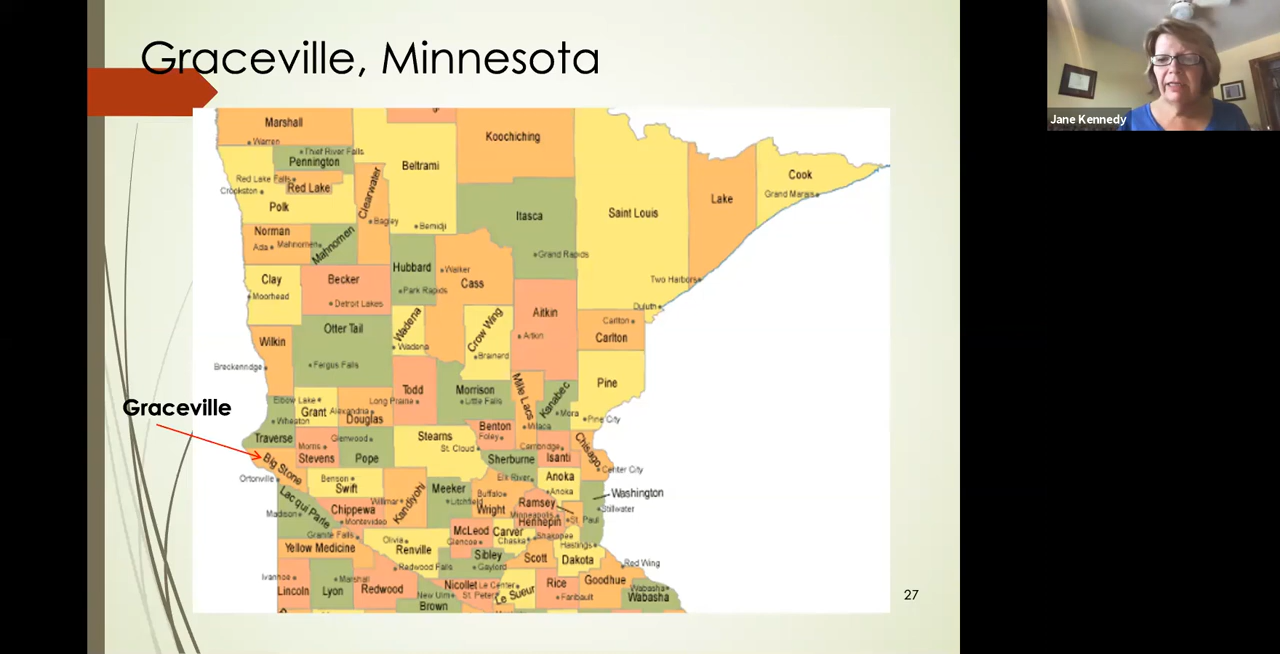 Graceville, Minnesota
Jane Kennedy
Marshall
Koochiching
Warren
Thief River Falls
Pennington
Beltrami
Cook
Red Lake Falls
Red Lake
Clearwater
Crookston
Grand Marais
Lake
Polk
Itasca
Saint Louis
Bagley
Bemidji
Norman
Ada
Mahnomen
Mahnomen
Grand Rapids
Hubbard
Walker
Clay
Becker
Cass
Two Harbors
Moorhead
Park Rapids
Detroit Lakes
Duluth
Aitkin
Carlton
Otter Tail
Wadena
Crow Wing
Aitkin
Carlton
Wilkin
Wadena
Brainerd
Breckenridge
Fergus Falls
Pine
Todd
Morrison
Mille Lacs
Kanabec
Elbow Lake
Long Prairie
Little Falls
Graceville
Grant
Alexandria
Douglas
Mora
Pine City
Wheaton
Benton
Milaca
Traverse
Glenwood
Stearns
Foley
Morris
St. Cloud
Cambridge
Chisago
Big Stone
Stevens
Pope
Sherburne
Isanti
Center City
Ortonville
Benson
Elk River
Anoka
Swift
Kandiyohi
Meeker
Buffalo
Anoka
Washington
Lac qui Parle
Willmar
Litchfield
Wright
Ramsey
Chippewa
Stillwater
Madison
Montevideo
Minneapolis
St. Paul
Hennepin
Granite Falls
McLeod
Carver
Shakopee
Olivia
Glencoe
Chaska
Hastings
Yellow Medicine
Renville
Sibley
Scott
Dakota
Red Wing
Redwood Falls
Gaylord
Ivanhoe
Marshall
Goodhue
Lincoln
Lyon
Redwood
Nicollet
Le Center
Rice
Wabasha
New Ulm
St. Peter
Le Sueur
Faribault
Wabasha
Brown
27